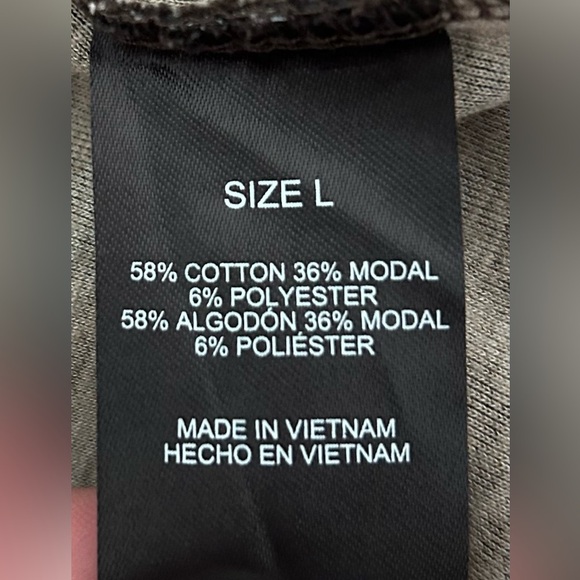 SIZE L
58% COTTON 36% MODAL
6% POLYESTER
58% ALGODÓN 36% MODAL
6% POLIÉSTER
MADE IN VIETNAM
HECHO EN VIETNAM